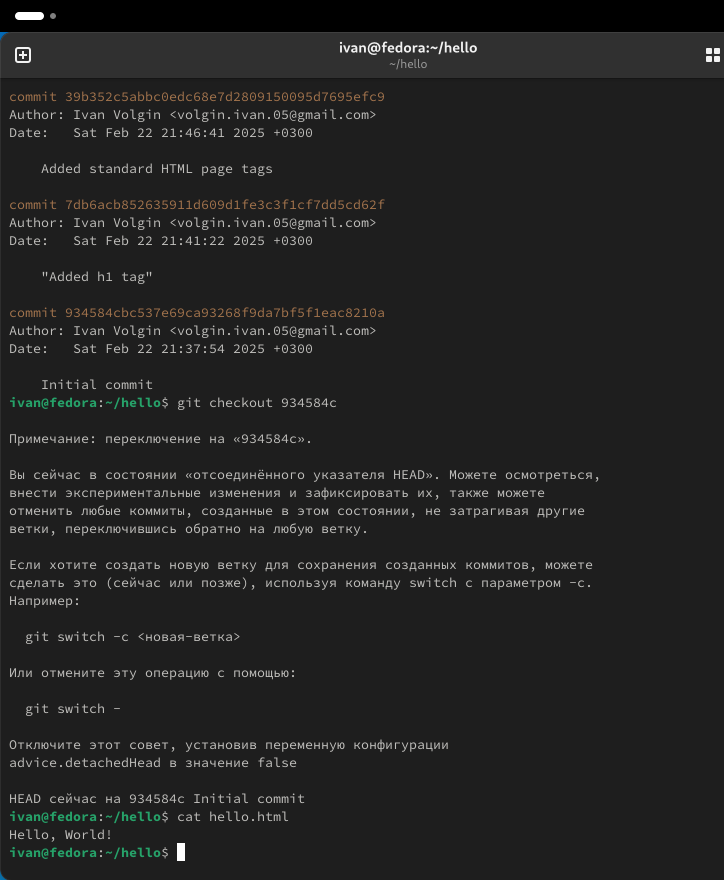 ivan@fedora:~/hello
~/hello
commit 39b352c5abbc0edc68e7d2809150095d7695efc9
Author: Ivan Volgin <volgin.ivan.05@gmail.com>
Date:   Sat Feb 22 21:46:41 2025 +0300
    Added standard HTML page tags
commit 7db6acb852635911d609d1fe3c3f1cf7dd5cd62f
Author: Ivan Volgin <volgin.ivan.05@gmail.com>
Date:   Sat Feb 22 21:41:22 2025 +0300
    "Added h1 tag"
commit 934584cbc537e69ca93268f9da7bf5f1eac8210a
Author: Ivan Volgin <volgin.ivan.05@gmail.com>
Date:   Sat Feb 22 21:37:54 2025 +0300
    Initial commit
ivan@fedora:~/hello$ git checkout 934584c
Примечание: переключение на «934584c».
Вы сейчас в состоянии «отсоединённого указателя HEAD». Можете осмотреться,
внести экспериментальные изменения и зафиксировать их, также можете
отменить любые коммиты, созданные в этом состоянии, не затрагивая другие
ветки, переключившись обратно на любую ветку.
Если хотите создать новую ветку для сохранения созданных коммитов, можете
сделать это (сейчас или позже), используя команду switch с параметром -c.
Например:
  git switch -c <новая-ветка>
Или отмените эту операцию с помощью:
  git switch -
Отключите этот совет, установив переменную конфигурации
advice.detachedHead в значение false
HEAD сейчас на 934584c Initial commit
ivan@fedora:~/hello$ cat hello.html
Hello, World!
ivan@fedora:~/hello$